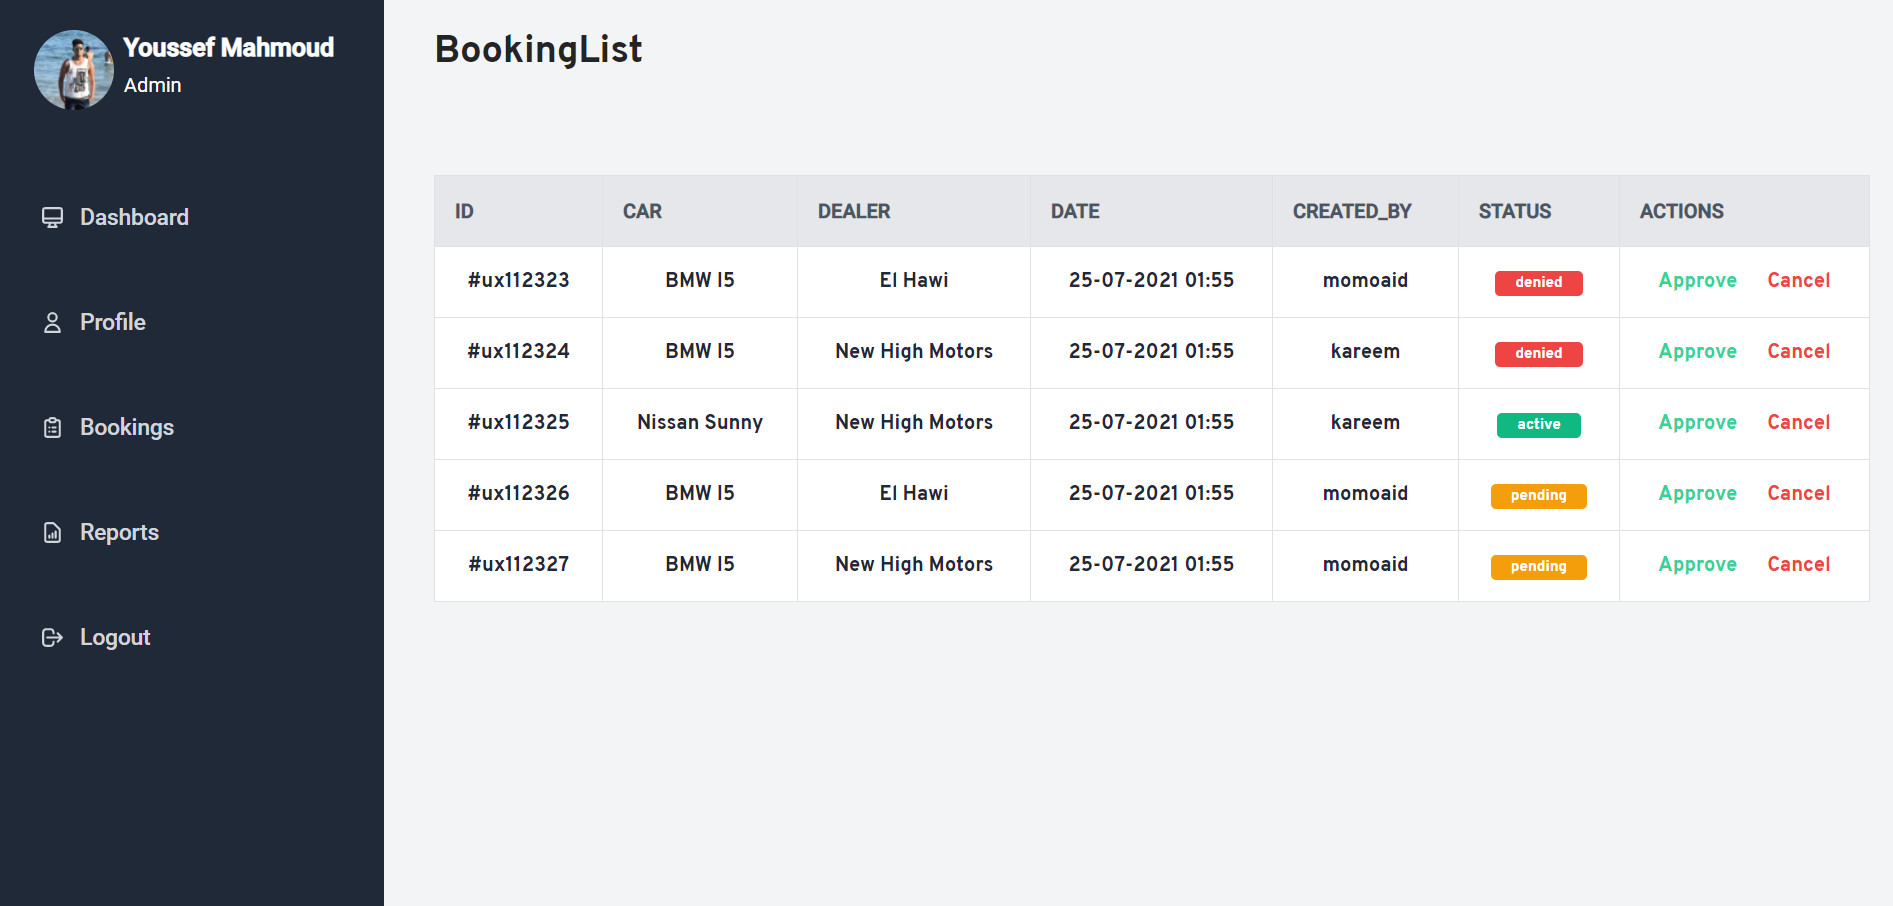 Youssef Mahmoud
Admin
Dashboard
Profile
Bookings
Reports
Logout
BookingList
ID CAR DEALER DATE CREATED_BY STATUS ACTIONS
#ux112323 BMW I5 El Hawi 25-07-2021 01:55 momoaid denied Approve Cancel
#ux112324 BMW I5 New High Motors 25-07-2021 01:55 kareem denied Approve Cancel
#ux112325 Nissan Sunny New High Motors 25-07-2021 01:55 kareem active Approve Cancel
#ux112326 BMW I5 El Hawi 25-07-2021 01:55 momoaid pending Approve Cancel
#ux112327 BMW I5 New High Motors 25-07-2021 01:55 momoaid pending Approve Cancel